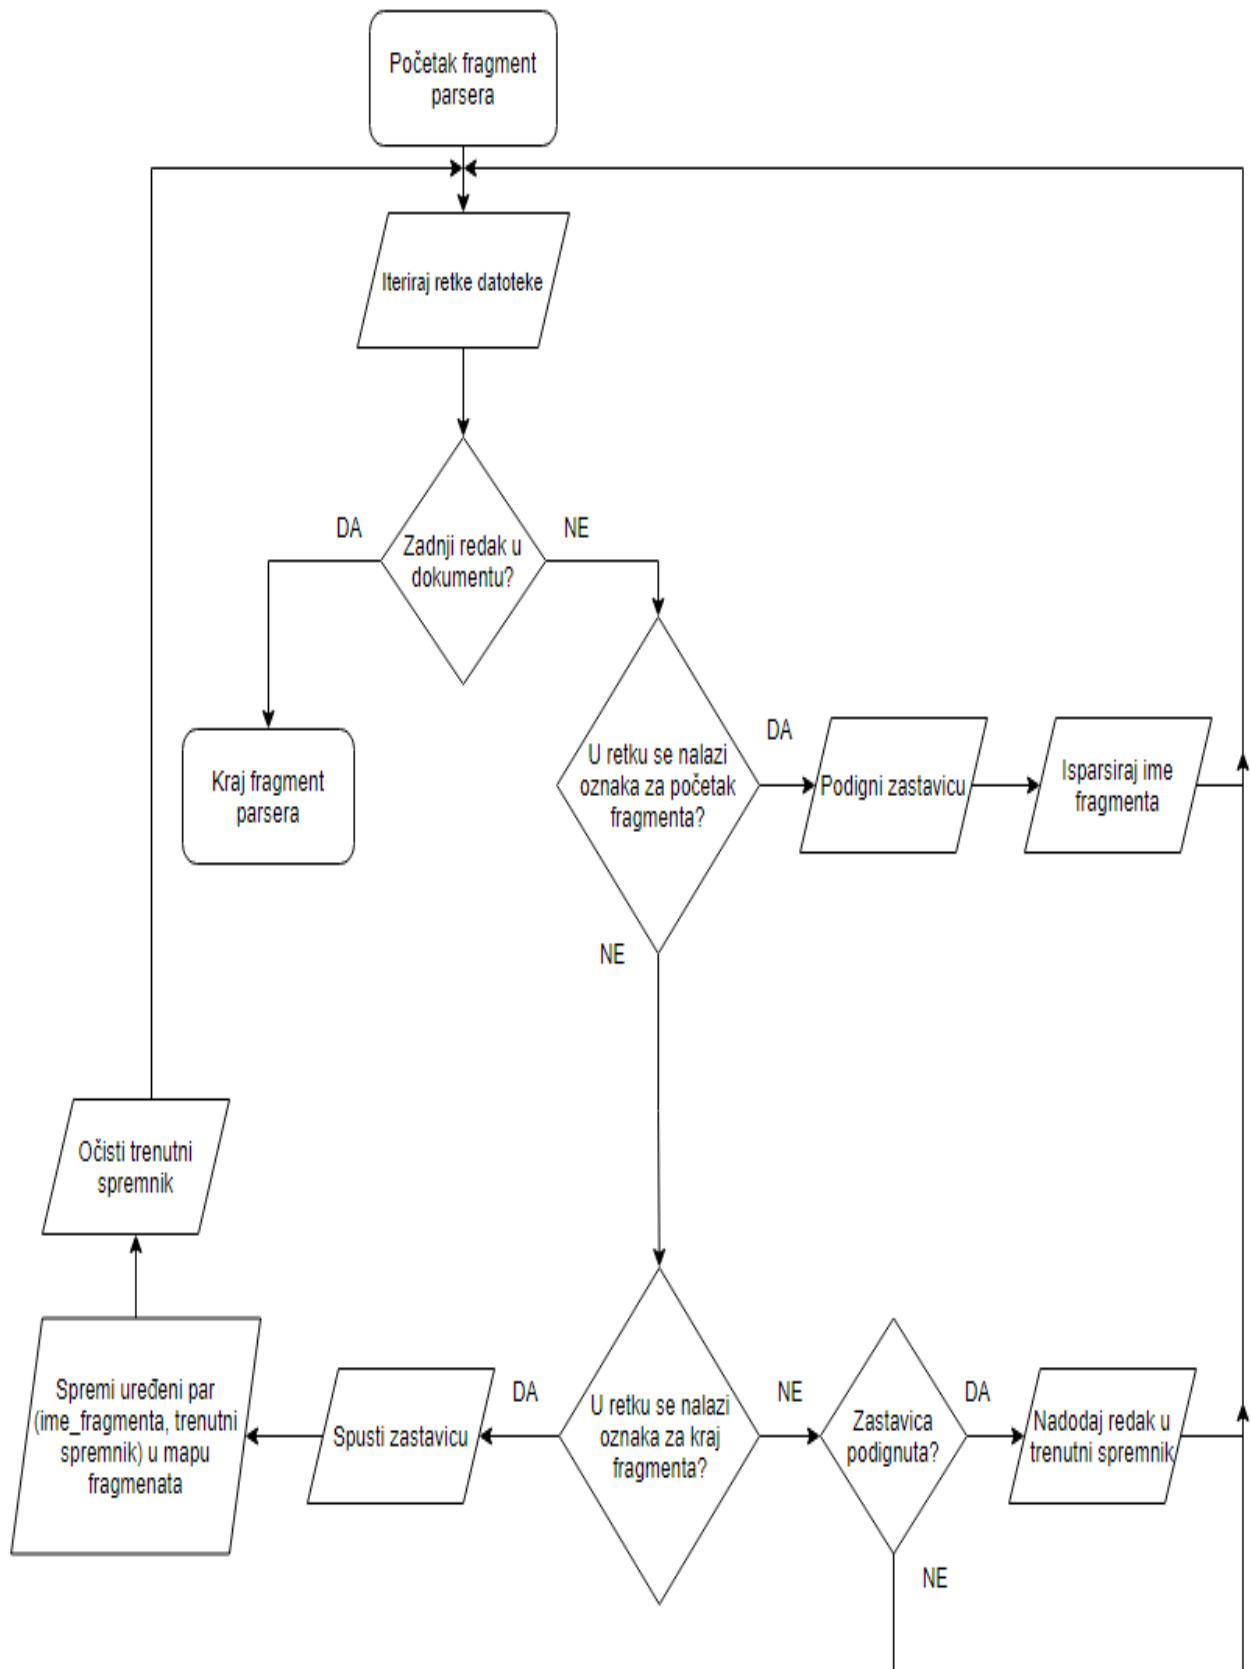 Početak fragment
parsera
Iteriraj retke datoteke
DA
NE
Zadnji redak u
dokumentu?
Kraj fragment
parsera
U retku se nalazi
oznaka za početak
fragmenta?
DA
Podigni zastavicu
Isparsiraj ime
fragmenta
NE
Očisti trenutni
spremnik
Spremi uređeni par
(ime_fragmenta, trenutni
spremnik) u mapu
fragmenata
Spusti zastavicu
DA
U retku se nalazi
oznaka za kraj
fragmenta?
NE
Zastavica
podignuta?
DA
Nadodaj redak u
trenutni spremnik
NE